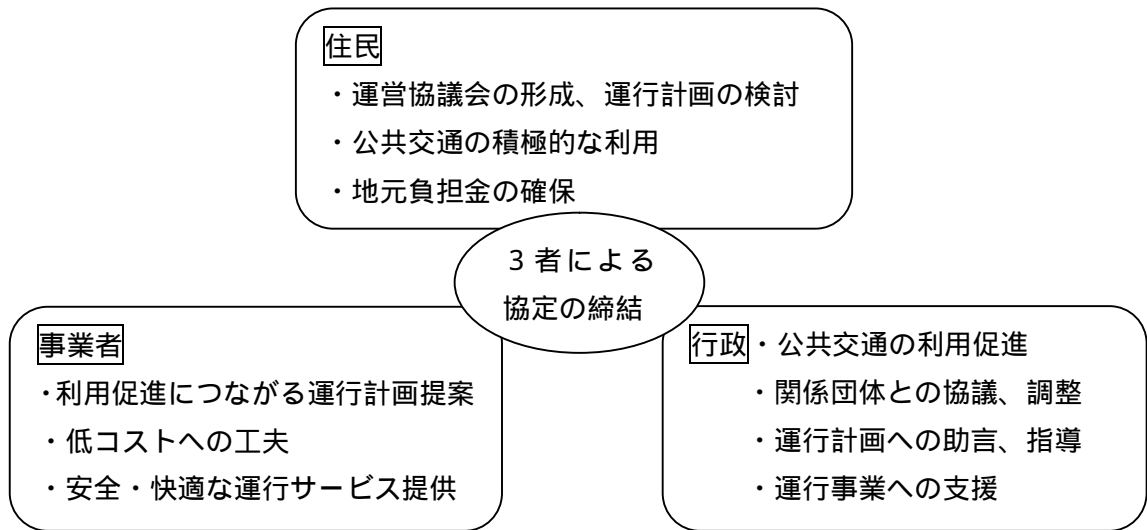 住民
・運営協議会の形成、運行計画の検討
・公共交通の積極的な利用
・地元負担金の確保
3者による
協定の締結
事業者
・利用促進につながる運行計画提案
・低コストへの工夫
・安全・快適な運行サービス提供
行政・公共交通の利用促進
・関係団体との協議、調整
・運行計画への助言、指導
・運行事業への支援